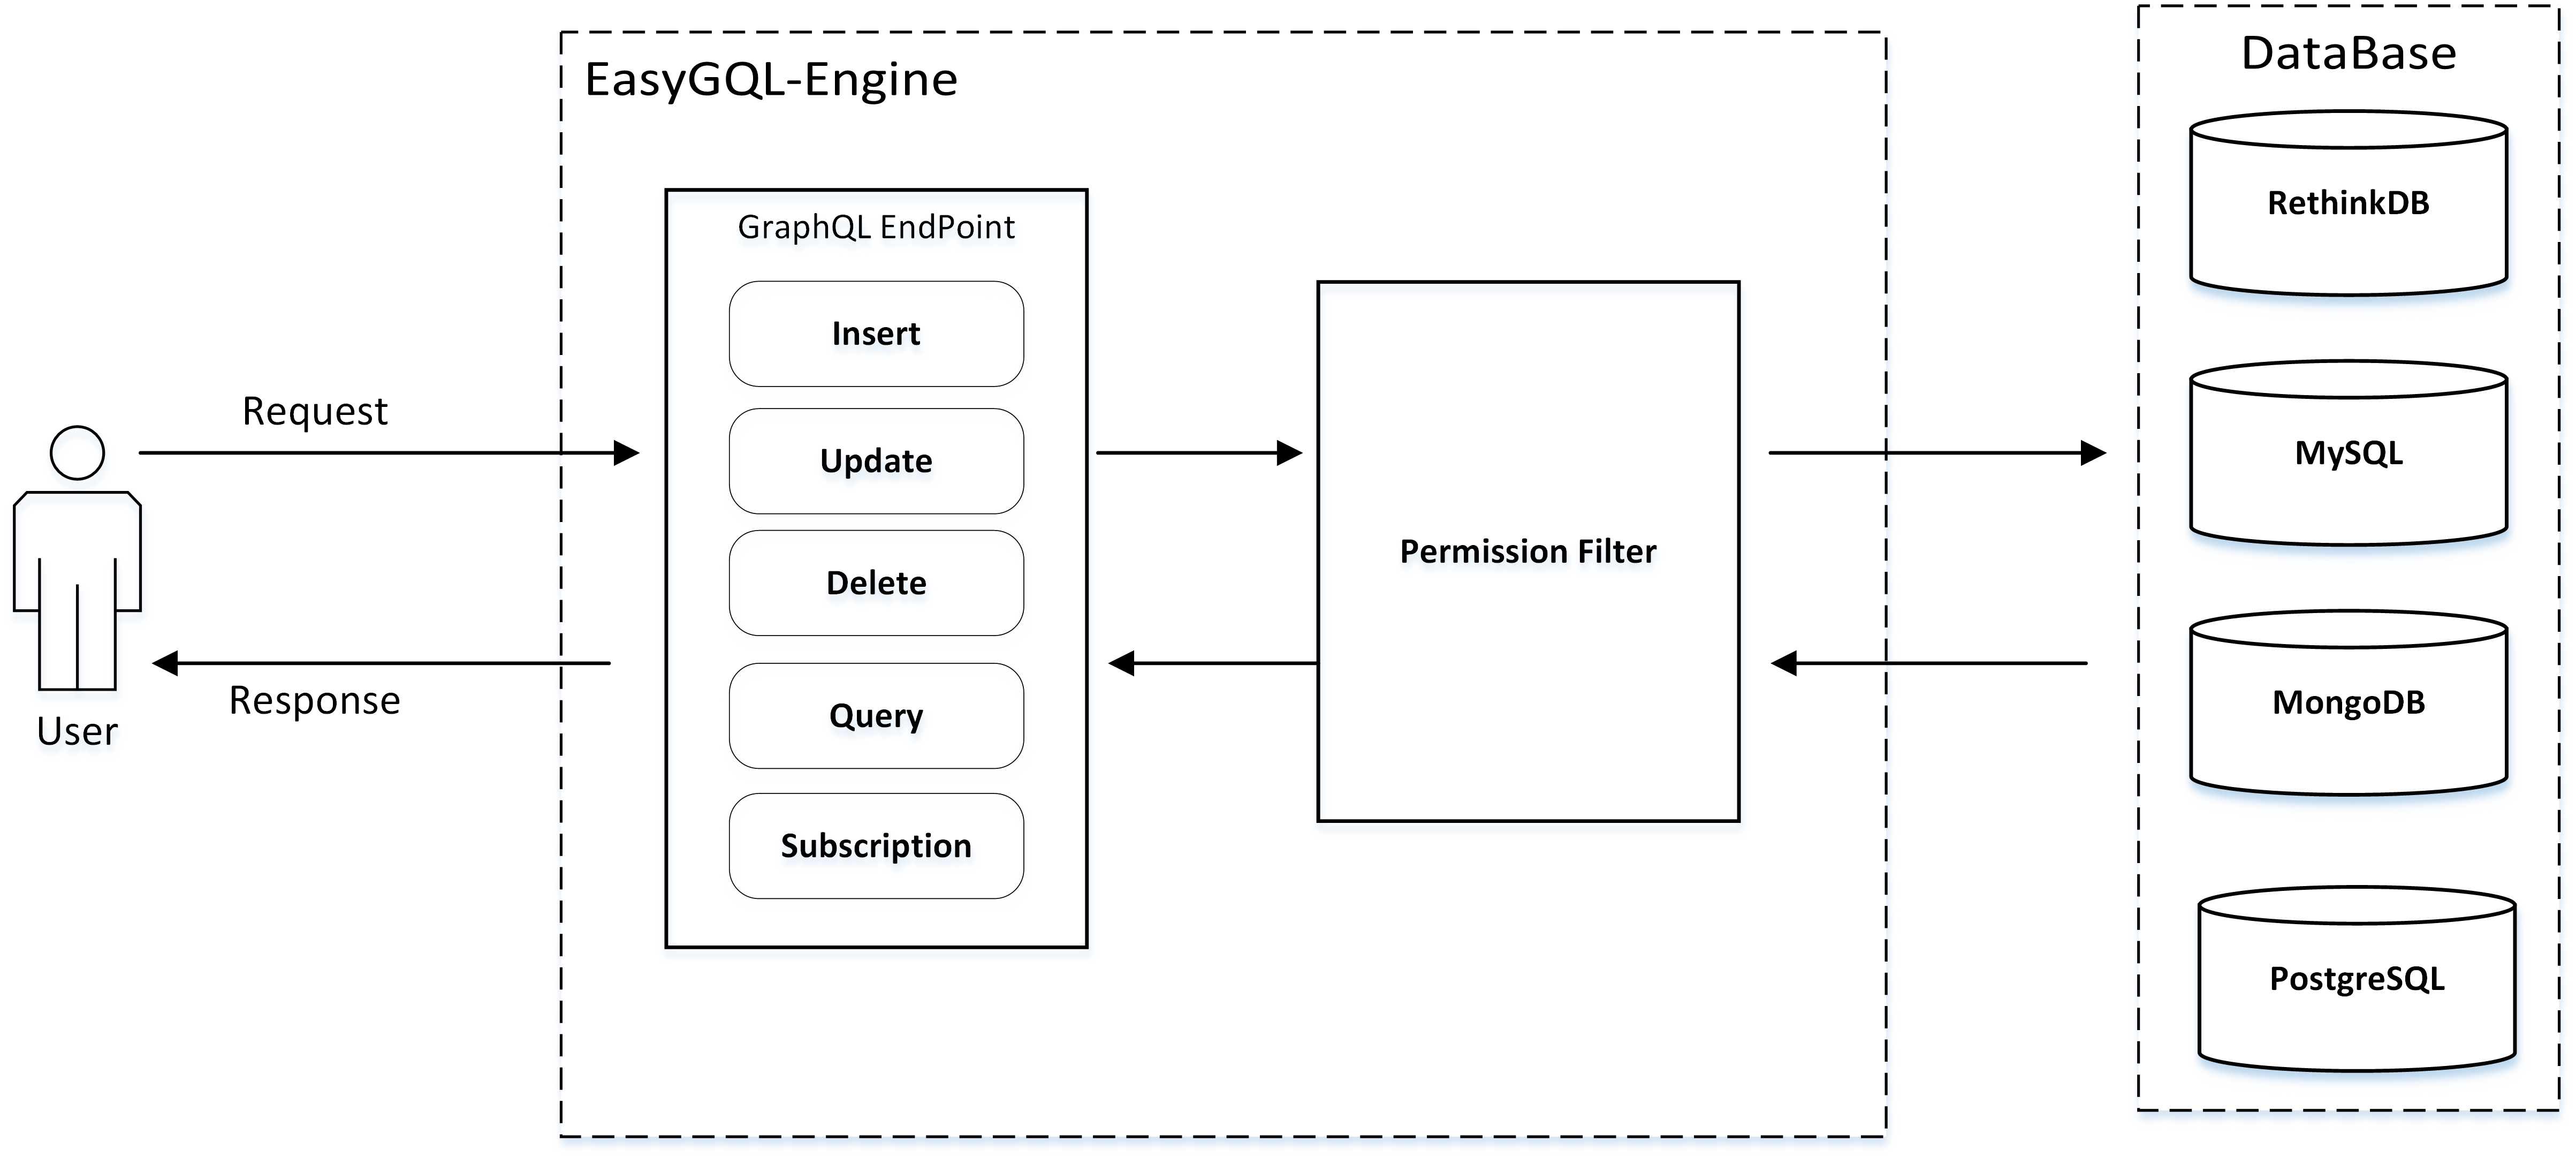 EasyGQL-Engine
DataBase
GraphQL EndPoint
Insert
Update
Delete
Query
Subscription
Request
Response
User
Permission Filter
RethinkDB
MySQL
MongoDB
PostgreSQL